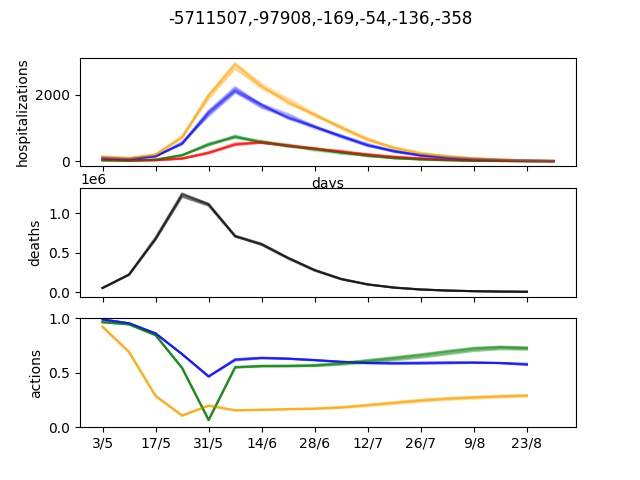 -5711507,-97908,-169,-54,-136,-358
hospitalizations
2000
0
days
1e6
deaths
1.0
0.5
0.0
actions
1.0
0.5
0.0
3/5 17/5 31/5 14/6 28/6 12/7 26/7 9/8 23/8